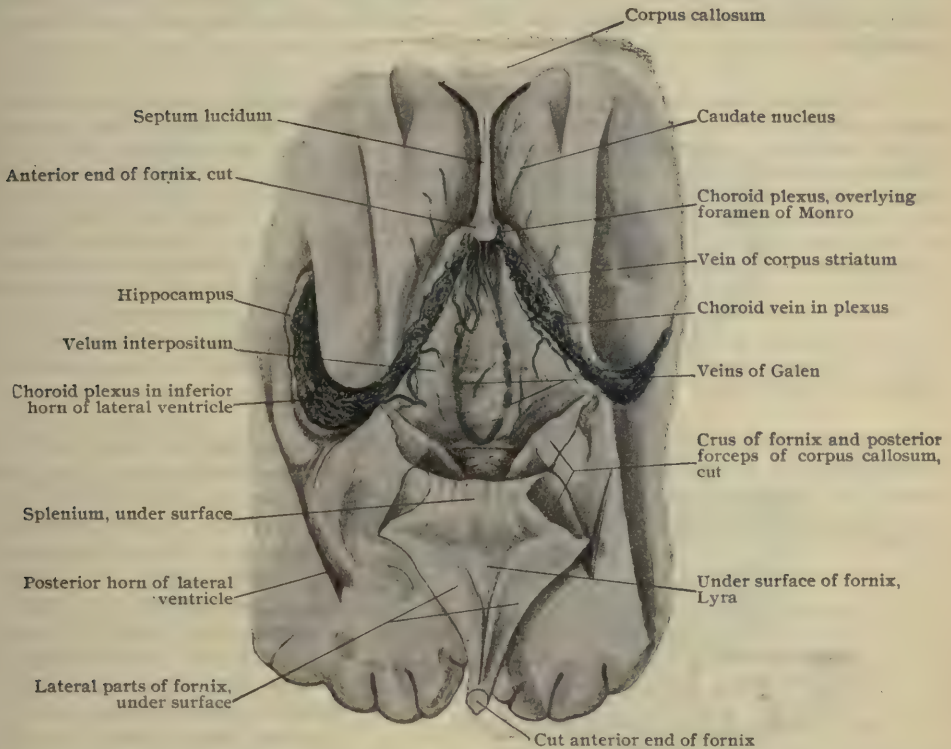 Corpus callosum
Septum lucidum
Anterior end of fornix, cut
Hippocampus
Velum interpositum
Choroid plexus in inferior
horn of lateral ventricle
Splenium, under surface
Posterior horn of lateral
ventricle
Lateral parts of fornix,
under surface
Caudate nucleus
Choroid plexus, overlying
foramen of Monro
Vein of corpus striatum
Choroid vein in plexus
Veins of Galen
Crus of fornix and posterior
forceps of corpus callosum,
cut
Under surface of fornix,
Lyra
Cut anterior end of fornix